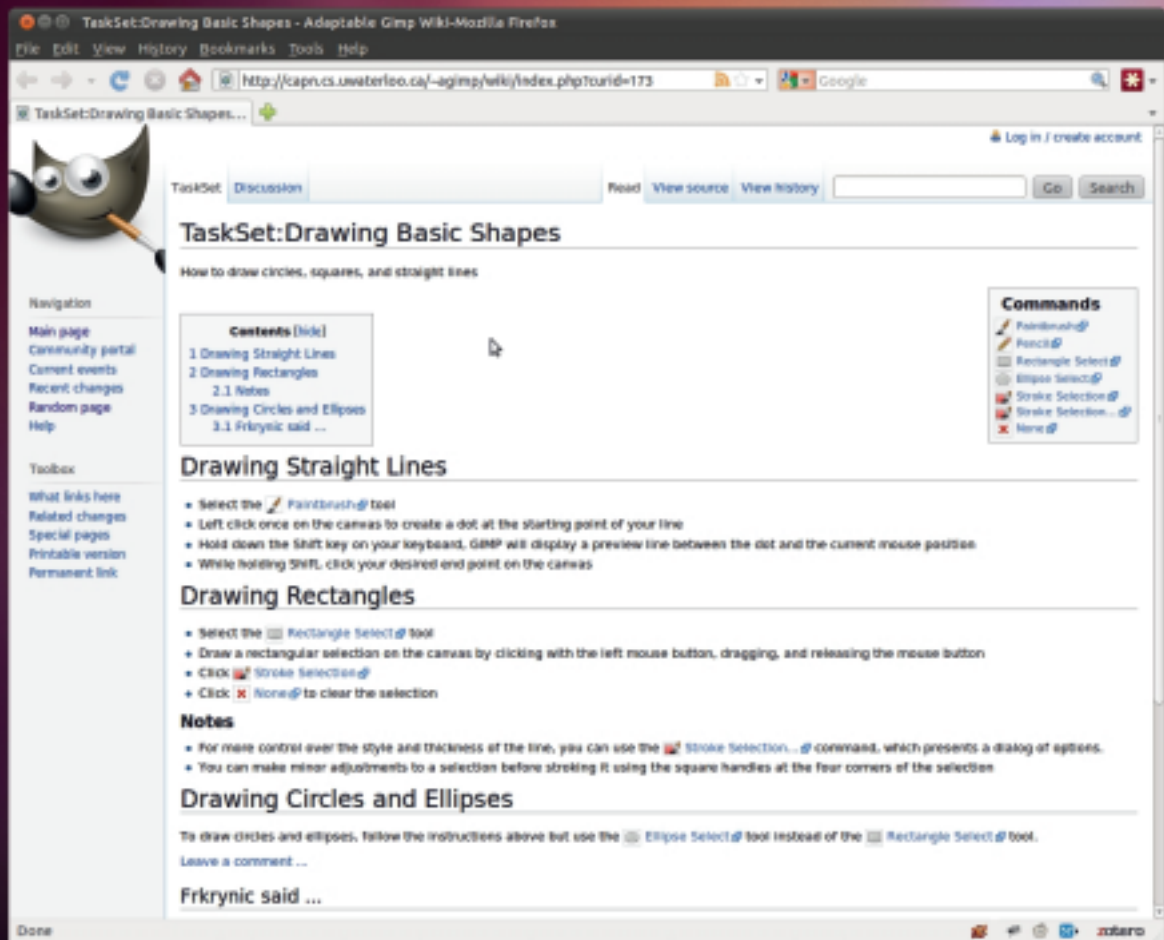 TaskSet:Drawing Basic Shapes - Adaptable Gimp Wiki-Mozilla Firefox
File Edit View History Bookmarks Tools Help
http://capn.cs.uwaterloo.ca/~agimp/wiki/index.php?curid=173
Google
TaskSet:Drawing Basic Shapes...
Log in / create account
TaskSet Discussion Read View source View history Go Search
TaskSet:Drawing Basic Shapes
How to draw circles, squares, and straight lines
Navigation
Main page
Community portal
Current events
Recent changes
Random page
Help
Toolbox
What links here
Related changes
Special pages
Printable version
Permanent link
Contents [hide]
1 Drawing Straight Lines
2 Drawing Rectangles
2.1 Notes
3 Drawing Circles and Ellipses
3.1 Frkrynic said ...
Commands
Paintbrush
Pencil
Rectangle Select
Ellipse Select
Stroke Selection
Stroke Selection...
None
Drawing Straight Lines
Select the Paintbrush tool
Left click once on the canvas to create a dot at the starting point of your line
Hold down the Shift key on your keyboard, GIMP will display a preview line between the dot and the current mouse position
While holding Shift, click your desired end point on the canvas
Drawing Rectangles
Select the Rectangle Select tool
Draw a rectangular selection on the canvas by clicking with the left mouse button, dragging, and releasing the mouse button
Click Stroke Selection
Click None to clear the selection
Notes
For more control over the style and thickness of the line, you can use the Stroke Selection... command, which presents a dialog of options.
You can make minor adjustments to a selection before stroking it using the square handles at the four corners of the selection
Drawing Circles and Ellipses
To draw circles and ellipses, follow the instructions above but use the Ellipse Select tool instead of the Rectangle Select tool.
Leave a comment ...
Frkrynic said ...
Done
zotero